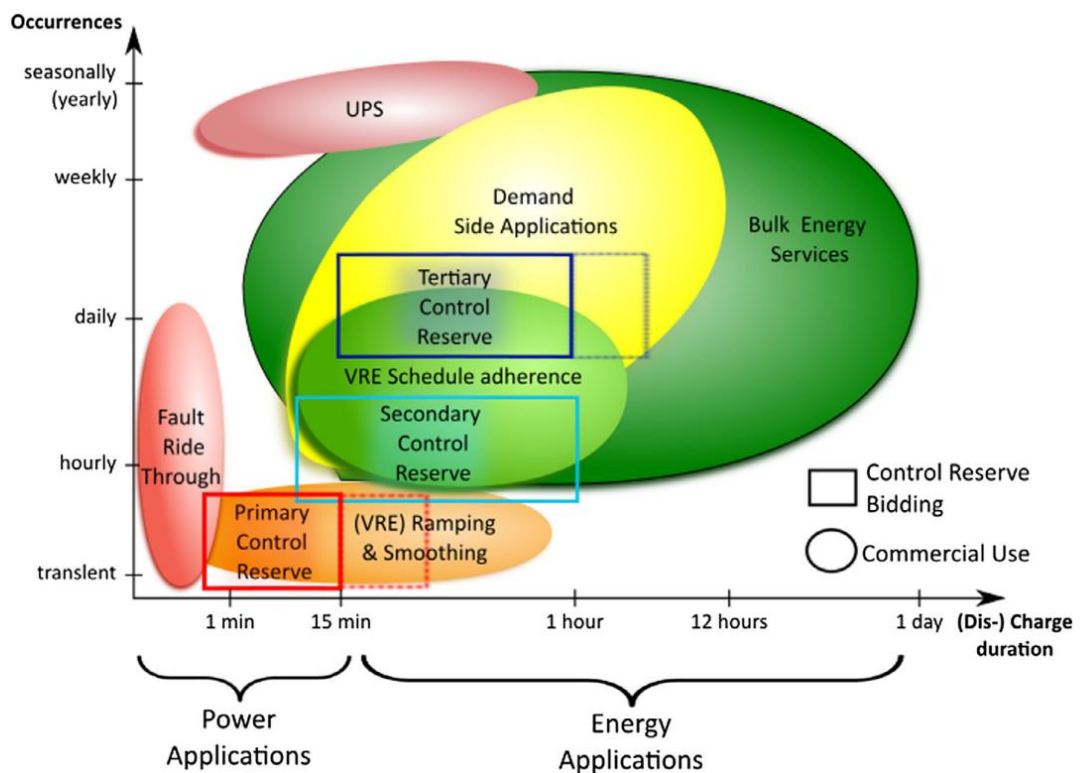 Occurrences
seasonally
(yearly)
weekly
daily
hourly
translent
UPS
Demand
Side Applications
Bulk Energy
Services
Tertiary
Control
Reserve
VRE Schedule adherence
Secondary
Control
Reserve
Fault
Ride
Through
Primary
Control
Reserve
(VRE) Ramping
& Smoothing
Control Reserve
Bidding
Commercial Use
1 min
15 min
1 hour
12 hours
1 day
(Dis-) Charge
duration
Power
Applications
Energy
Applications